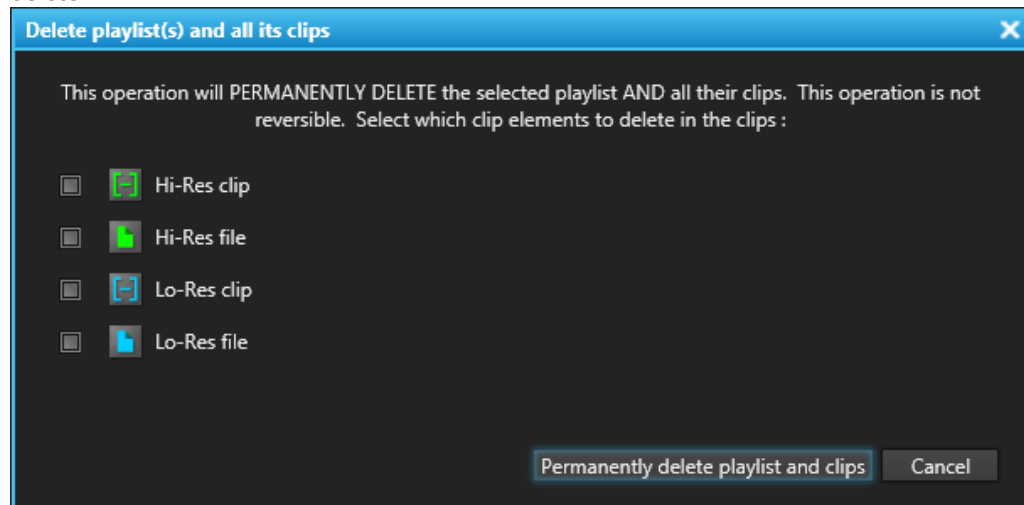 Delete playlist(s) and all its clips
This operation will PERMANENTLY DELETE the selected playlist AND all their clips. This operation is not
reversible. Select which clip elements to delete in the clips :
Hi-Res clip
Hi-Res file
Lo-Res clip
Lo-Res file
Permanently delete playlist and clips Cancel